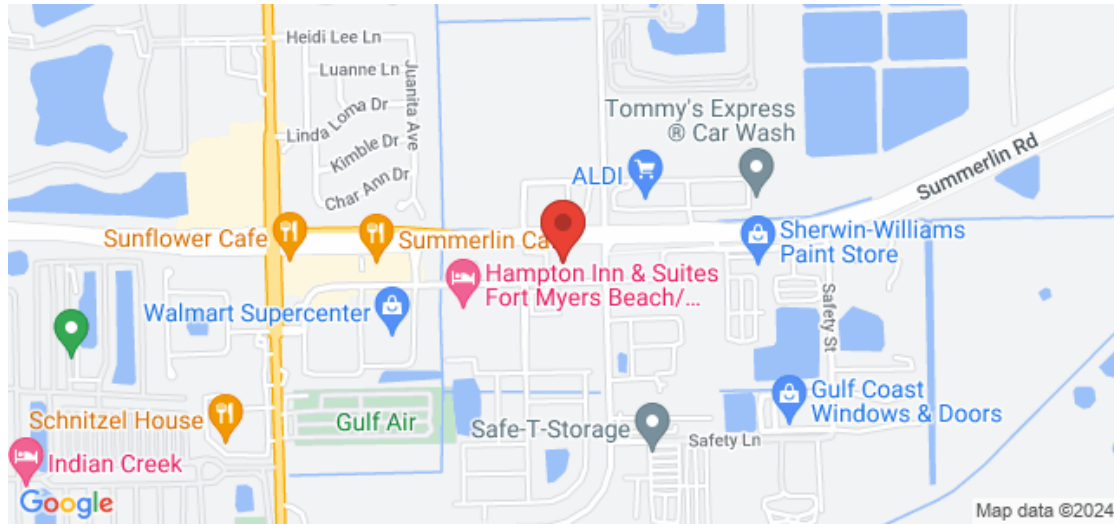 Heidi Lee Ln
Luanne Ln
Juanita Ave
Linda Loma Dr
Kimble Dr
Char Ann Dr
Tommy's Express
® Car Wash
ALDI
Summerlin Rd
Sunflower Cafe
Summerlin Ca
Sherwin-Williams
Paint Store
Hampton Inn & Suites
Fort Myers Beach/...
Walmart Supercenter
Safety St
Schnitzel House
Gulf Air
Safe-T-Storage
Gulf Coast
Windows & Doors
Safety Ln
Indian Creek
Google
Map data ©2024